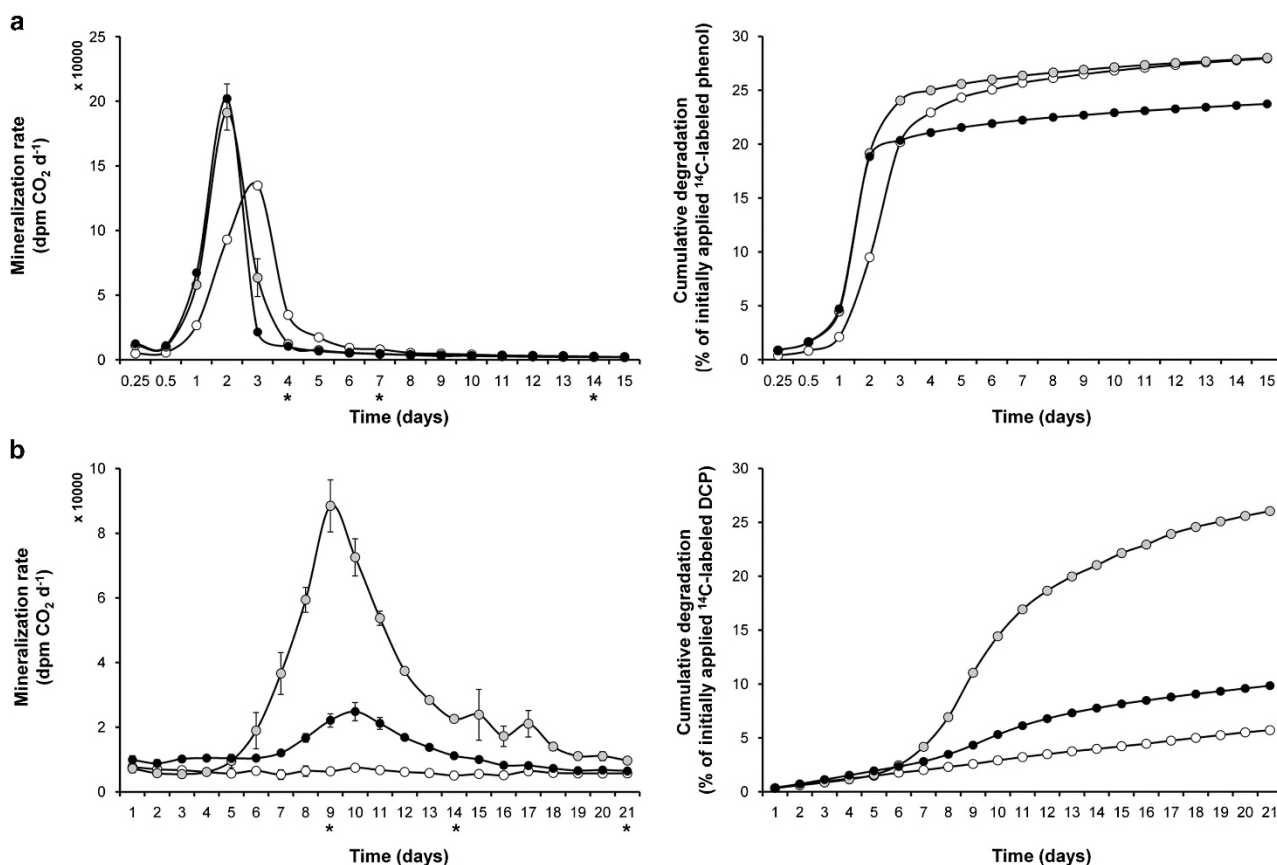 a
x 10000
Mineralization rate
(dpm CO₂ d⁻¹)
25
20
15
10
5
0
0.25 0.5 1 2 3 4 5 6 7 8 9 10 11 12 13 14 15
* * *
Time (days)
Cumulative degradation
(% of initially applied ¹⁴C-labeled phenol)
30
25
20
15
10
5
0
0.25 0.5 1 2 3 4 5 6 7 8 9 10 11 12 13 14 15
Time (days)
b
x 10000
Mineralization rate
(dpm CO₂ d⁻¹)
10
8
6
4
2
0
1 2 3 4 5 6 7 8 9 10 11 12 13 14 15 16 17 18 19 20 21
* * *
Time (days)
Cumulative degradation
(% of initially applied ¹⁴C-labeled DCP)
30
25
20
15
10
5
0
1 2 3 4 5 6 7 8 9 10 11 12 13 14 15 16 17 18 19 20 21
Time (days)